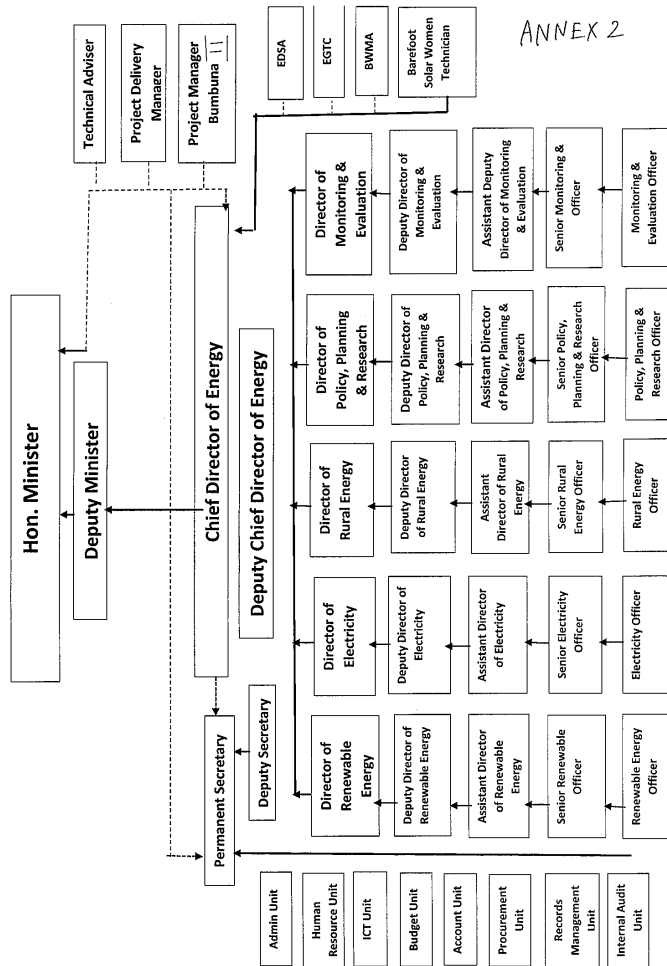 ANNEX 2
Hon. Minister
Deputy Minister
Technical Adviser
Project Delivery
Manager
Project Manager
Bumbuna II
Chief Director of Energy
Permanent Secretary
Deputy Secretary
Deputy Chief Director of Energy
EDSA
EGTC
BWMA
Barefoot
Solar Women
Technician
Admin Unit
Human
Resource Unit
ICT Unit
Budget Unit
Account Unit
Procurement
Unit
Records
Management
Unit
Internal Audit
Unit
Director of
Renewable
Energy
Deputy Director of
Renewable Energy
Assistant Director
of Renewable
Energy
Senior Renewable
Officer
Renewable Energy
Officer
Director of
Electricity
Deputy Director of
Electricity
Assistant Director
of Electricity
Senior Electricity
Officer
Electricity Officer
Director of
Rural Energy
Deputy Director
of Rural Energy
Assistant
Director of Rural
Energy
Senior Rural
Energy Officer
Rural Energy
Officer
Director of
Policy, Planning
& Research
Deputy Director of
Policy, Planning &
Research
Assistant Director
of Policy, Planning &
Research
Senior Policy,
Planning & Research
Officer
Policy, Planning &
Research Officer
Director of
Monitoring &
Evaluation
Deputy Director of
Monitoring &
Evaluation
Assistant Deputy
Director of Monitoring
& Evaluation
Senior Monitoring &
Officer
Monitoring &
Evaluation Officer